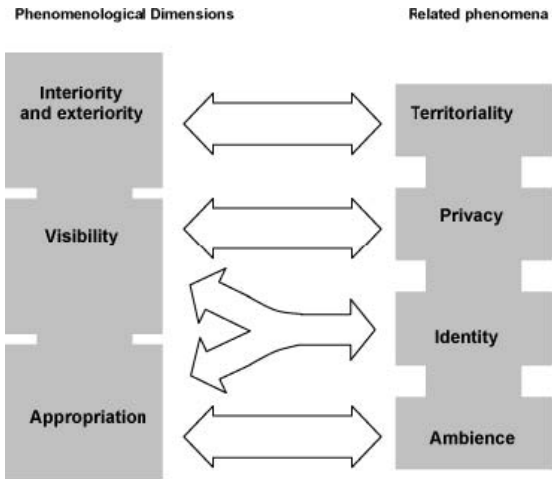 Phenomenological Dimensions
Related phenomena
Interiority
and exteriority
Territoriality
Visibility
Privacy
Identity
Appropriation
Ambience